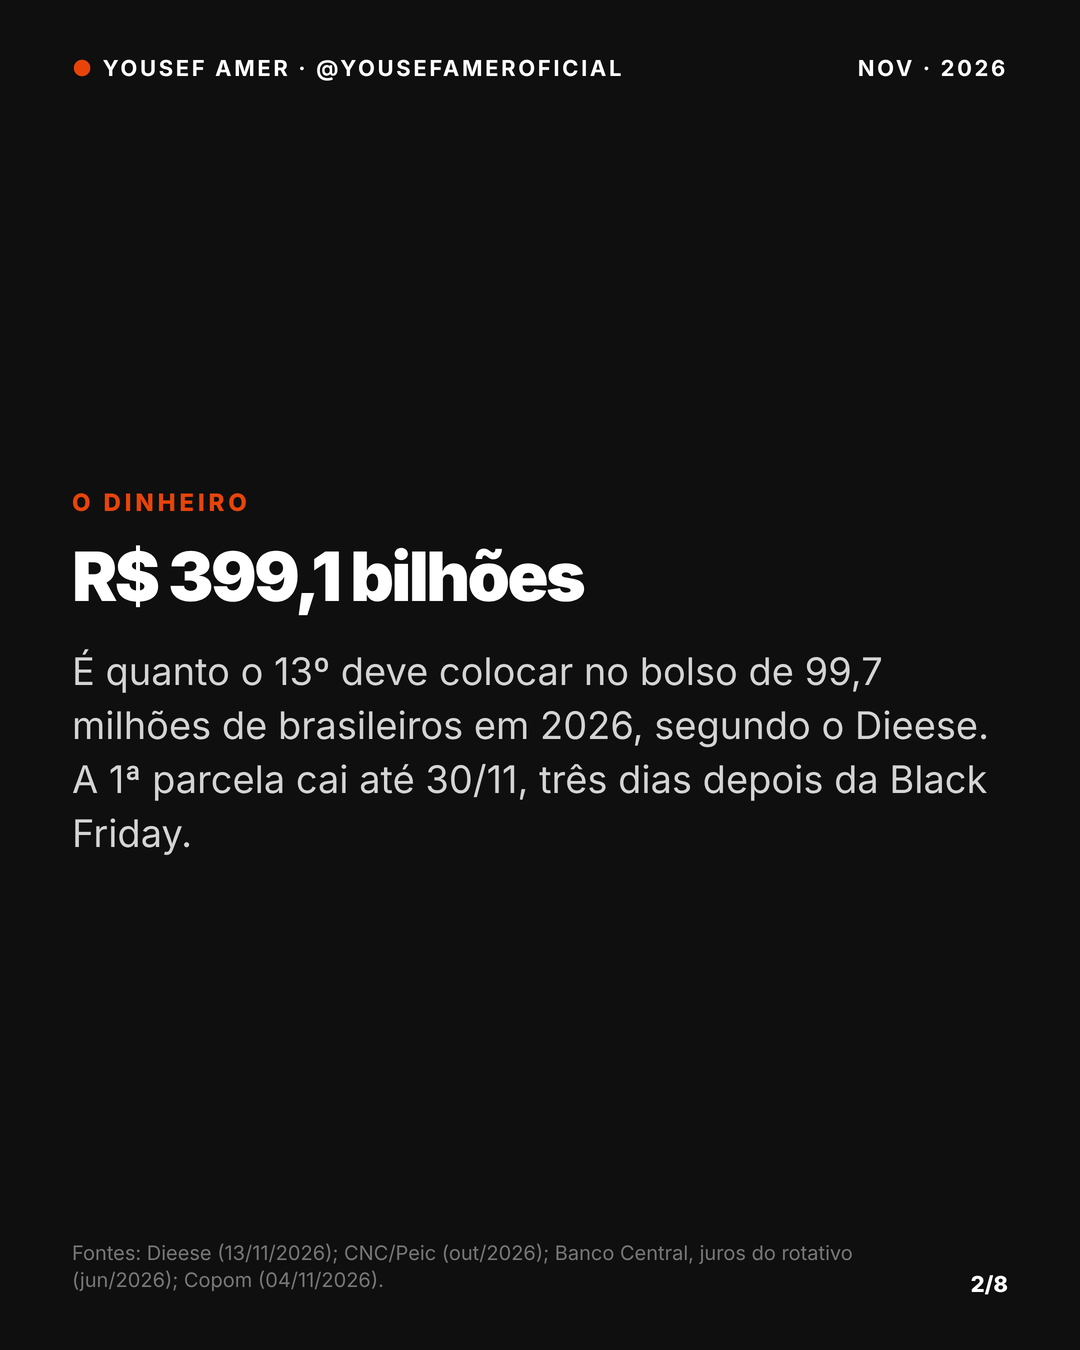 YOUSEF AMER · @YOUSEFAMEROFICIAL
NOV · 2026
O DINHEIRO
R$ 399,1 bilhões
É quanto o 13º deve colocar no bolso de 99,7
milhões de brasileiros em 2026, segundo o Dieese.
A 1ª parcela cai até 30/11, três dias depois da Black
Friday.
Fontes: Dieese (13/11/2026); CNC/Peic (out/2026); Banco Central, juros do rotativo
(jun/2026); Copom (04/11/2026).
2/8